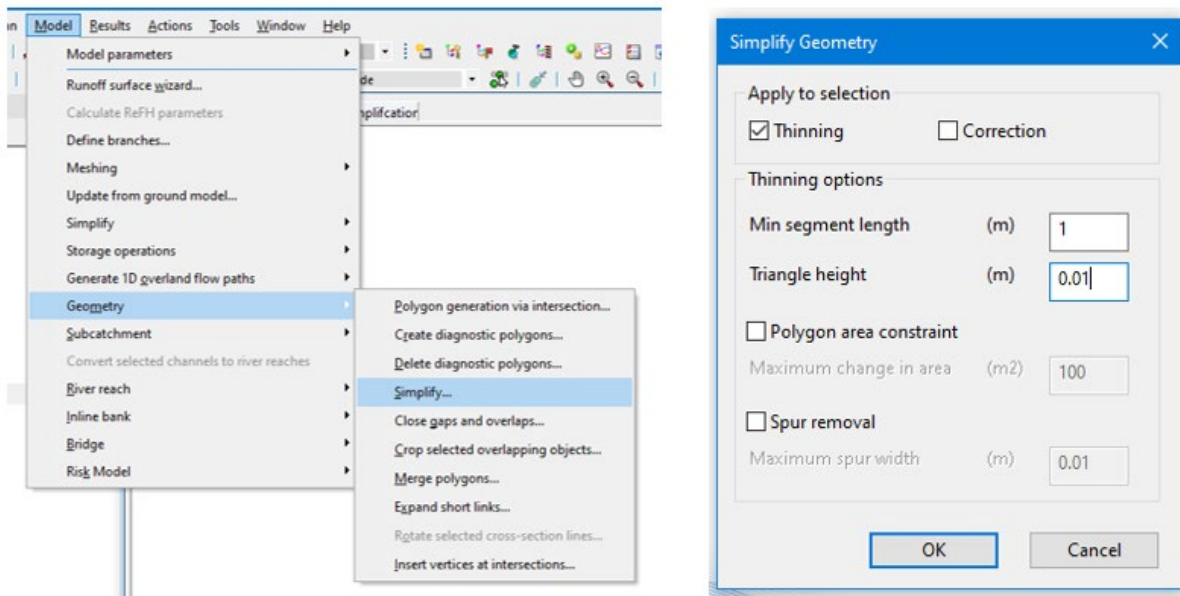 Model Results Actions Tools Window Help
Model parameters
Runoff surface wizard...
Calculate ReFH parameters
Define branches...
Meshing
Update from ground model...
Simplify
Storage operations
Generate 1D overland flow paths
Geometry
Subcatchment
Convert selected channels to river reaches
River reach
Inline bank
Bridge
Risk Model
Polygon generation via intersection...
Create diagnostic polygons...
Delete diagnostic polygons...
Simplify...
Close gaps and overlaps...
Crop selected overlapping objects...
Merge polygons...
Expand short links...
Rotate selected cross-section lines...
Insert vertices at intersections...
Simplify Geometry
Apply to selection
Thinning Correction
Thinning options
Min segment length (m) 1
Triangle height (m) 0.01
Polygon area constraint
Maximum change in area (m2) 100
Spur removal
Maximum spur width (m) 0.01
OK Cancel